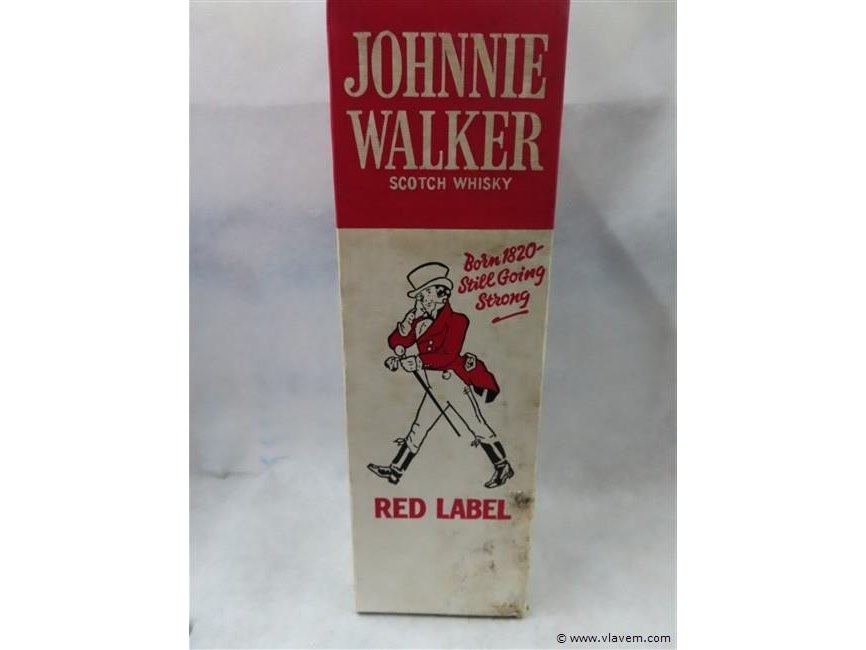 JOHNNIE
WALKER
SCOTCH WHISKY
Born 1820-
Still Going
Strong
RED LABEL
© www.vlavem.com